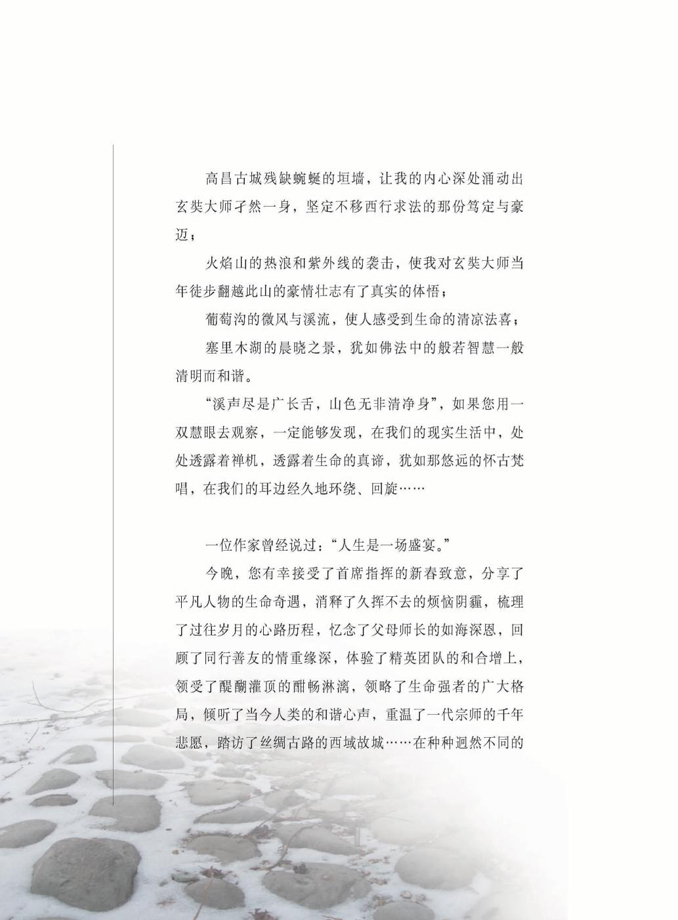 高昌古城残缺蜿蜒的垣墙，让我的内心深处涌动出
玄奘大师孑然一身，坚定不移西行求法的那份笃定与豪
迈；
火焰山的热浪和紫外线的袭击，使我对玄奘大师当
年徒步翻越此山的豪情壮志有了真实的体悟；
葡萄沟的微风与溪流，使人感受到生命的清凉法喜；
塞里木湖的晨晓之景，犹如佛法中的般若智慧一般
清明而和谐。
“溪声尽是广长舌，山色无非清净身”，如果您用一
双慧眼去观察，一定能够发现，在我们的现实生活中，处
处透露着禅机，透露着生命的真谛，犹如那悠远的怀古梵
唱，在我们的耳边经久地环绕、回旋……
一位作家曾经说过：“人生是一场盛宴。”
今晚，您有幸接受了首席指挥的新春致意，分享了
平凡人物的生命奇遇，消释了久挥不去的烦恼阴霾，梳理
了过往岁月的心路历程，忆念了父母师长的如海深恩，回
顾了同行善友的情重缘深，体验了精英团队的和合增上，
领受了醍醐灌顶的酣畅淋漓，领略了生命强者的广大格
局，倾听了当今人类的和谐心声，重温了一代宗师的千年
悲愿，踏访了丝绸古路的西域故城……在种种迥然不同的